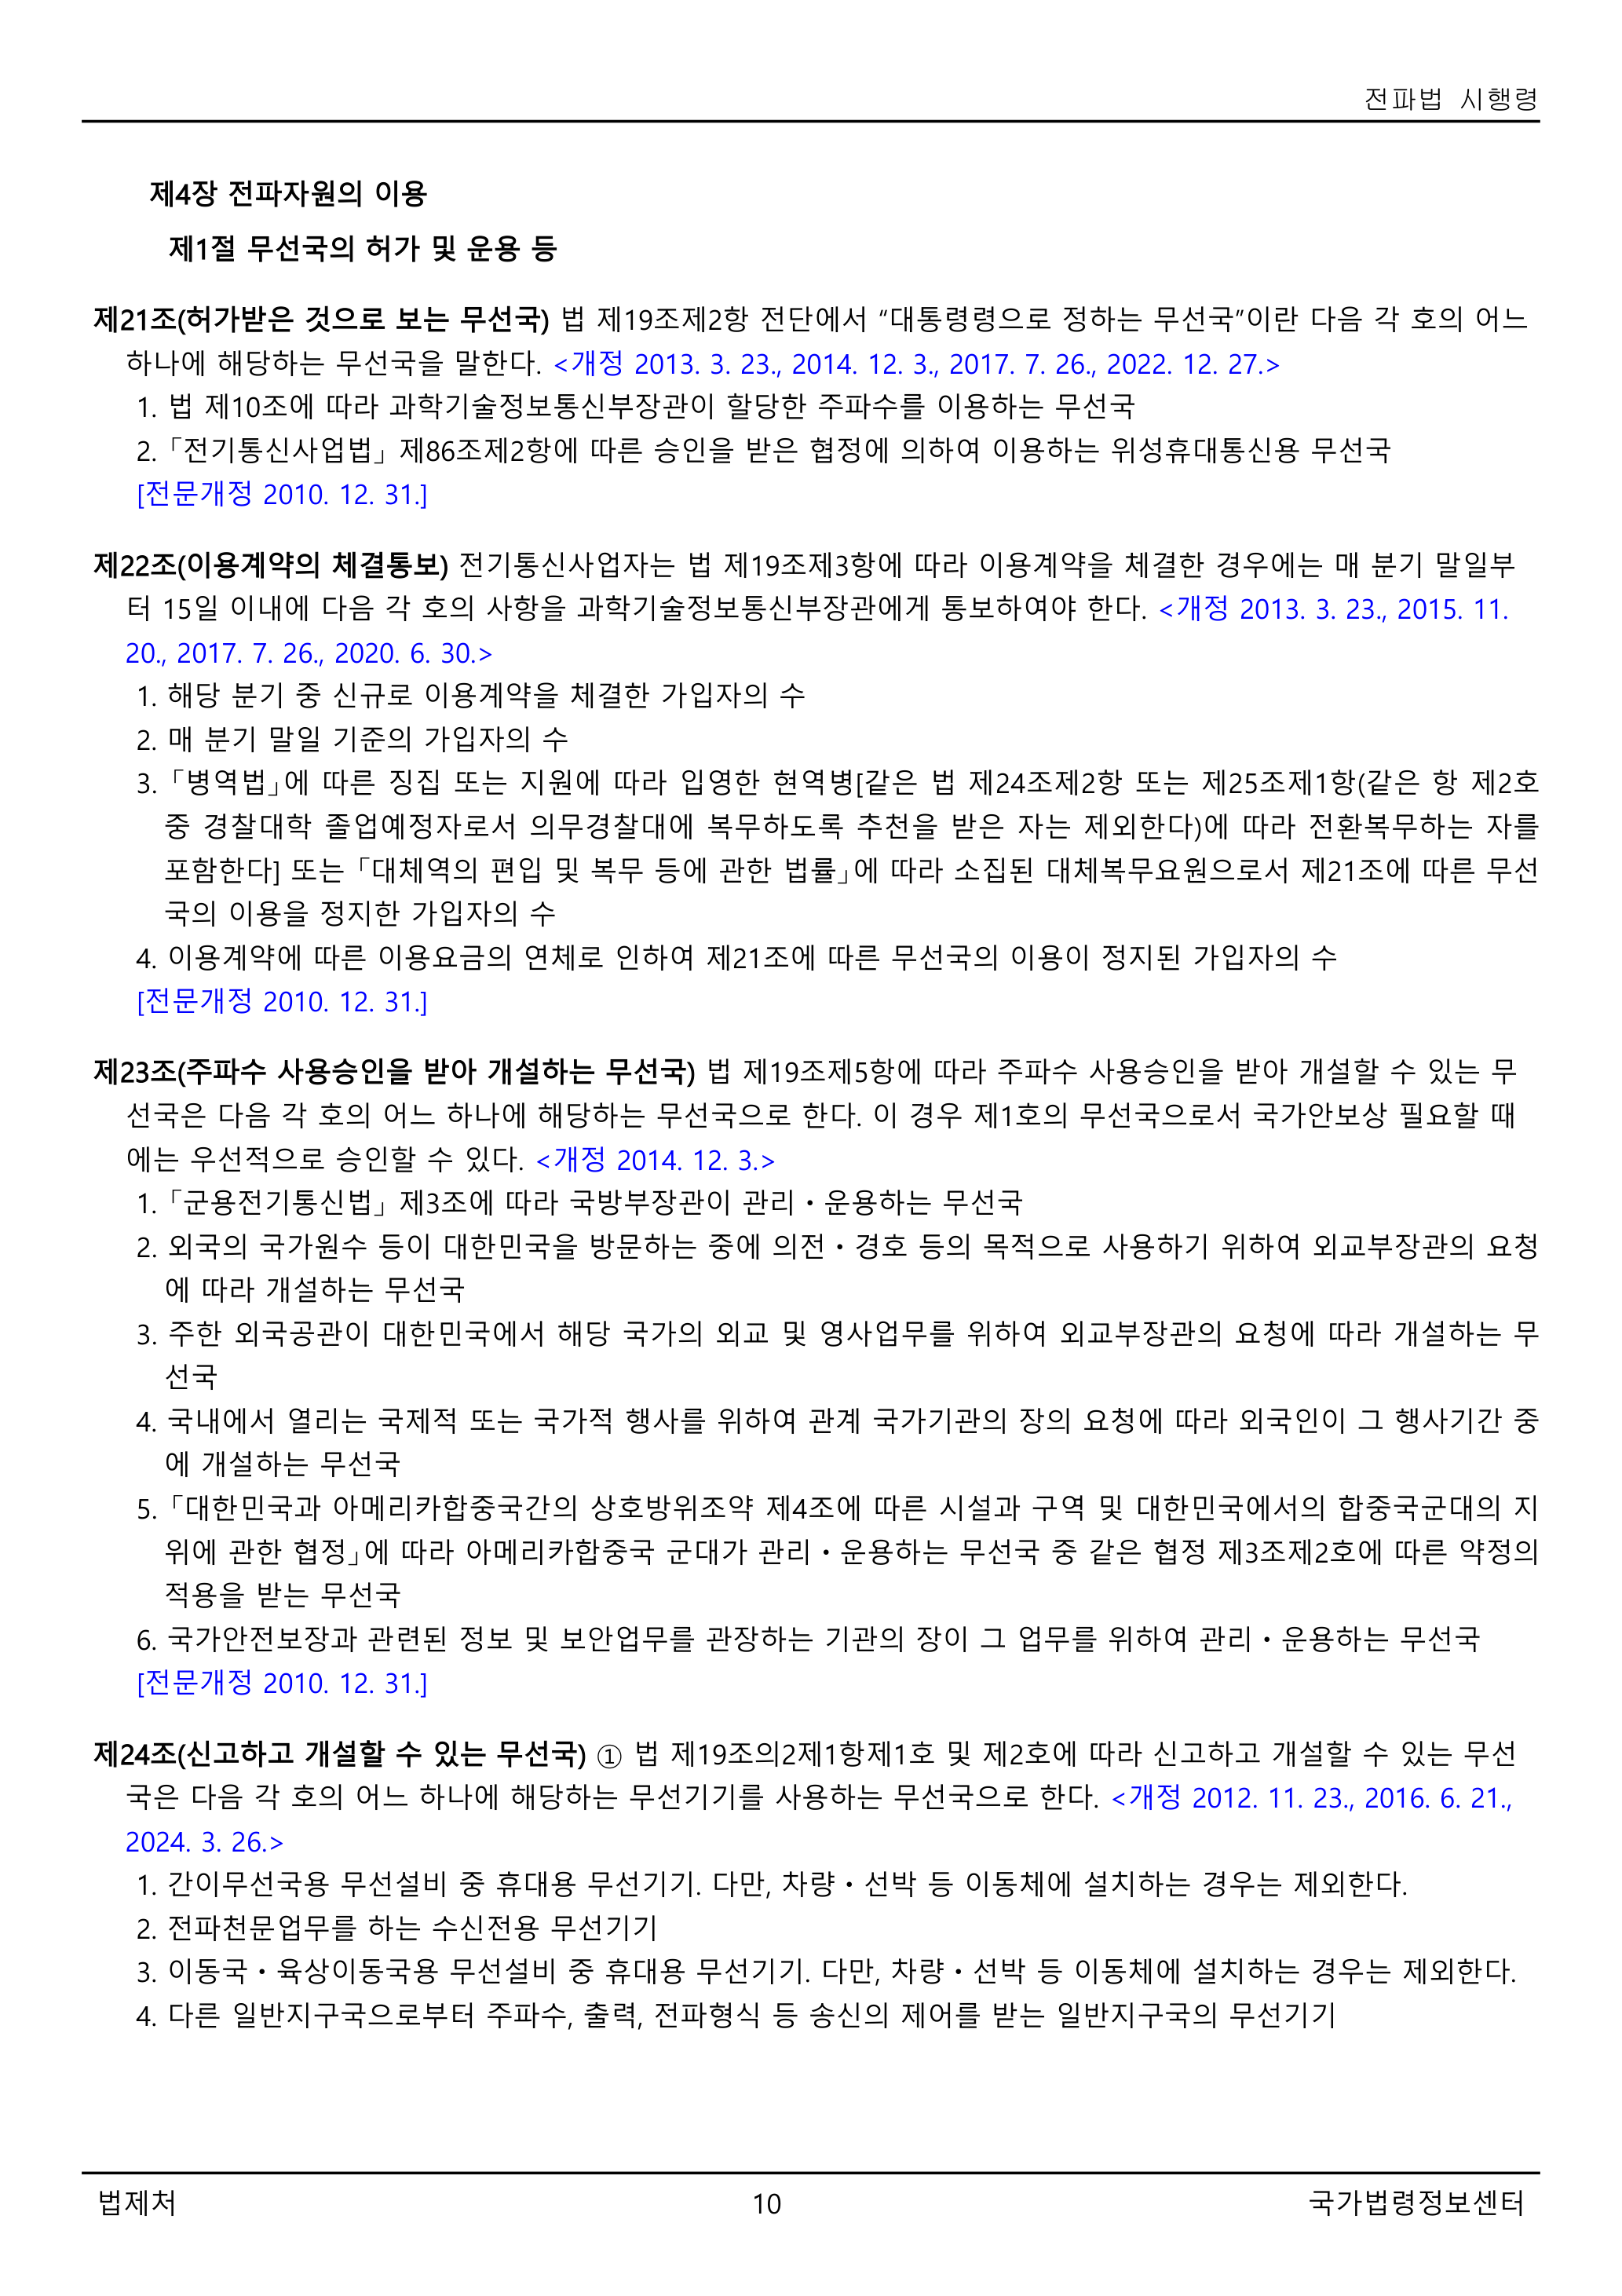 전파법 시행령
제4장 전파자원의 이용
제1절 무선국의 허가 및 운용 등
제21조(허가받은 것으로 보는 무선국) 법 제19조제2항 전단에서 “대통령령으로 정하는 무선국”이란 다음 각 호의 어느
하나에 해당하는 무선국을 말한다. <개정 2013. 3. 23., 2014. 12. 3., 2017. 7. 26., 2022. 12. 27.>
1. 법 제10조에 따라 과학기술정보통신부장관이 할당한 주파수를 이용하는 무선국
2.「전기통신사업법」 제86조제2항에 따른 승인을 받은 협정에 의하여 이용하는 위성휴대통신용 무선국
[전문개정 2010. 12. 31.]
제22조(이용계약의 체결통보) 전기통신사업자는 법 제19조제3항에 따라 이용계약을 체결한 경우에는 매 분기 말일부
터 15일 이내에 다음 각 호의 사항을 과학기술정보통신부장관에게 통보하여야 한다. <개정 2013. 3. 23., 2015. 11.
20., 2017. 7. 26., 2020. 6. 30.>
1. 해당 분기 중 신규로 이용계약을 체결한 가입자의 수
2. 매 분기 말일 기준의 가입자의 수
3.「병역법」에 따른 징집 또는 지원에 따라 입영한 현역병[같은 법 제24조제2항 또는 제25조제1항(같은 항 제2호
중 경찰대학 졸업예정자로서 의무경찰대에 복무하도록 추천을 받은 자는 제외한다)에 따라 전환복무하는 자를
포함한다] 또는「대체역의 편입 및 복무 등에 관한 법률」에 따라 소집된 대체복무요원으로서 제21조에 따른 무선
국의 이용을 정지한 가입자의 수
4. 이용계약에 따른 이용요금의 연체로 인하여 제21조에 따른 무선국의 이용이 정지된 가입자의 수
[전문개정 2010. 12. 31.]
제23조(주파수 사용승인을 받아 개설하는 무선국) 법 제19조제5항에 따라 주파수 사용승인을 받아 개설할 수 있는 무
선국은 다음 각 호의 어느 하나에 해당하는 무선국으로 한다. 이 경우 제1호의 무선국으로서 국가안보상 필요할 때
에는 우선적으로 승인할 수 있다. <개정 2014. 12. 3.>
1.「군용전기통신법」 제3조에 따라 국방부장관이 관리ㆍ운용하는 무선국
2. 외국의 국가원수 등이 대한민국을 방문하는 중에 의전ㆍ경호 등의 목적으로 사용하기 위하여 외교부장관의 요청
에 따라 개설하는 무선국
3. 주한 외국공관이 대한민국에서 해당 국가의 외교 및 영사업무를 위하여 외교부장관의 요청에 따라 개설하는 무
선국
4. 국내에서 열리는 국제적 또는 국가적 행사를 위하여 관계 국가기관의 장의 요청에 따라 외국인이 그 행사기간 중
에 개설하는 무선국
5.「대한민국과 아메리카합중국간의 상호방위조약 제4조에 따른 시설과 구역 및 대한민국에서의 합중국군대의 지
위에 관한 협정」에 따라 아메리카합중국 군대가 관리ㆍ운용하는 무선국 중 같은 협정 제3조제2호에 따른 약정의
적용을 받는 무선국
6. 국가안전보장과 관련된 정보 및 보안업무를 관장하는 기관의 장이 그 업무를 위하여 관리ㆍ운용하는 무선국
[전문개정 2010. 12. 31.]
제24조(신고하고 개설할 수 있는 무선국) ① 법 제19조의2제1항제1호 및 제2호에 따라 신고하고 개설할 수 있는 무선
국은 다음 각 호의 어느 하나에 해당하는 무선기기를 사용하는 무선국으로 한다. <개정 2012. 11. 23., 2016. 6. 21.,
2024. 3. 26.>
1. 간이무선국용 무선설비 중 휴대용 무선기기. 다만, 차량ㆍ선박 등 이동체에 설치하는 경우는 제외한다.
2. 전파천문업무를 하는 수신전용 무선기기
3. 이동국ㆍ육상이동국용 무선설비 중 휴대용 무선기기. 다만, 차량ㆍ선박 등 이동체에 설치하는 경우는 제외한다.
4. 다른 일반지구국으로부터 주파수, 출력, 전파형식 등 송신의 제어를 받는 일반지구국의 무선기기
법제처
10
국가법령정보센터